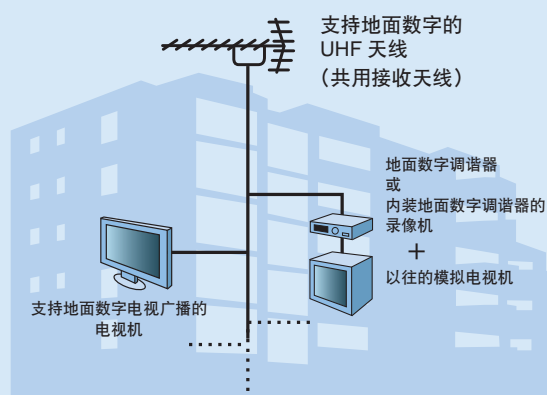 支持地面数字的
UHF 天线
（共用接收天线）
地面数字调谐器
或
内装地面数字调谐器的
录像机
+
以往的模拟电视机
支持地面数字电视广播的
电视机